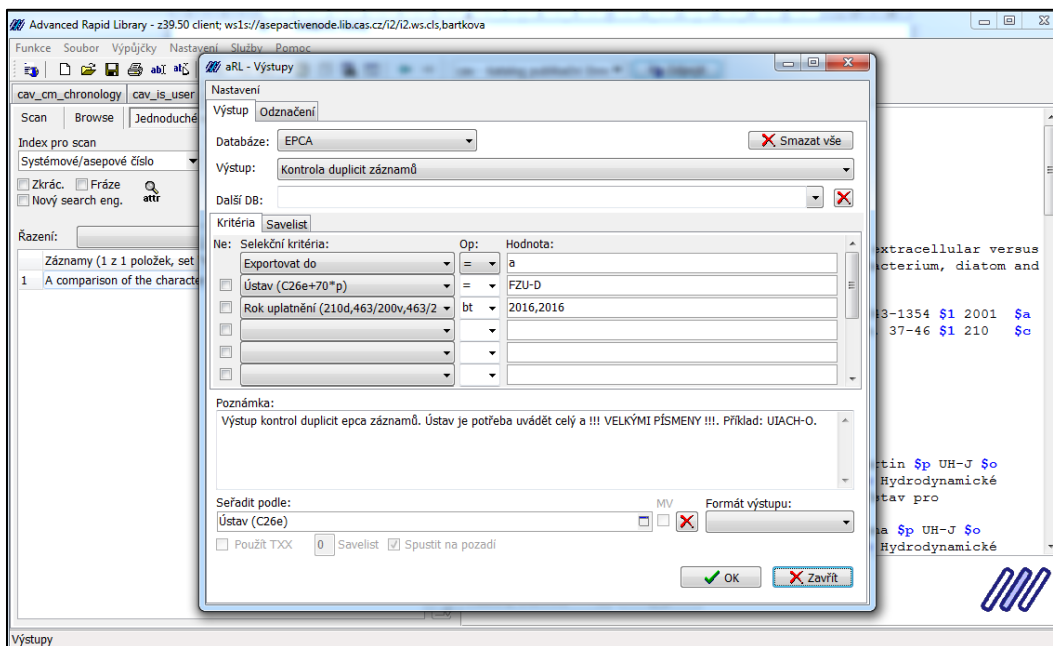 Advanced Rapid Library - z39.50 client; ws1s://asepactivenode.lib.cas.cz/i2/i2.ws.cls,bartkova
Funkce Soubor Výpůjčky Nastavení Služby Pomoc
cav_cm_chronology cav_is_user
Scan Browse Jednoduché
Index pro scan
Systémové/asepové číslo
Zkrác. Fráze
Nový search eng. attr
Řazení:
Záznamy (1 z 1 položek, set
1 A comparison of the characte
aRL - Výstupy
Nastavení
Výstup Odznačení
Databáze: EPCA Smazat vše
Výstup: Kontrola duplicit záznamů
Další DB:
Kritéria Savelist
Ne: Selekční kritéria: Op: Hodnota:
Exportovat do = a
Ústav (C26e+70*p) = FZU-D
Rok uplatnění (210d,463/200v,463/2 bt 2016,2016
Poznámka:
Výstup kontrol duplicit epca záznamů. Ústav je potřeba uvádět celý a !!! VELKÝMI PÍSMENY !!!. Příklad: UIACH-O.
Seřadit podle: MV Formát výstupu:
Ústav (C26e)
Použít TXX 0 Savelist Spustit na pozadí
OK Zavřít
extracellular versus
acterium, diatom and
43-1354 $1 2001 $a
37-46 $1 210 $c
rtin $p UH-J $o
Hydrodynamické
stav pro
na $p UH-J $o
Hydrodynamické
Výstupy